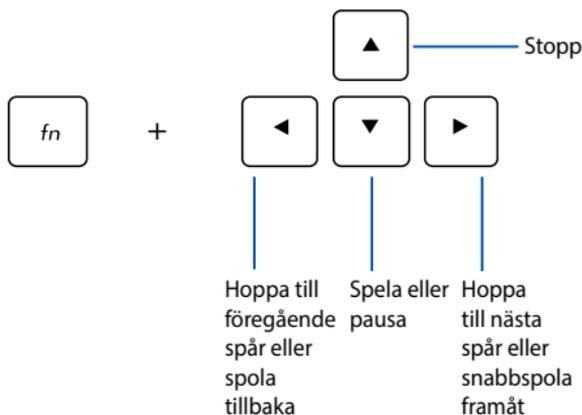 Stopp
fn +
Hoppa till
föregående
spår eller
spola
tillbaka
Spela eller
pausa
Hoppa
till nästa
spår eller
snabbspola
framåt